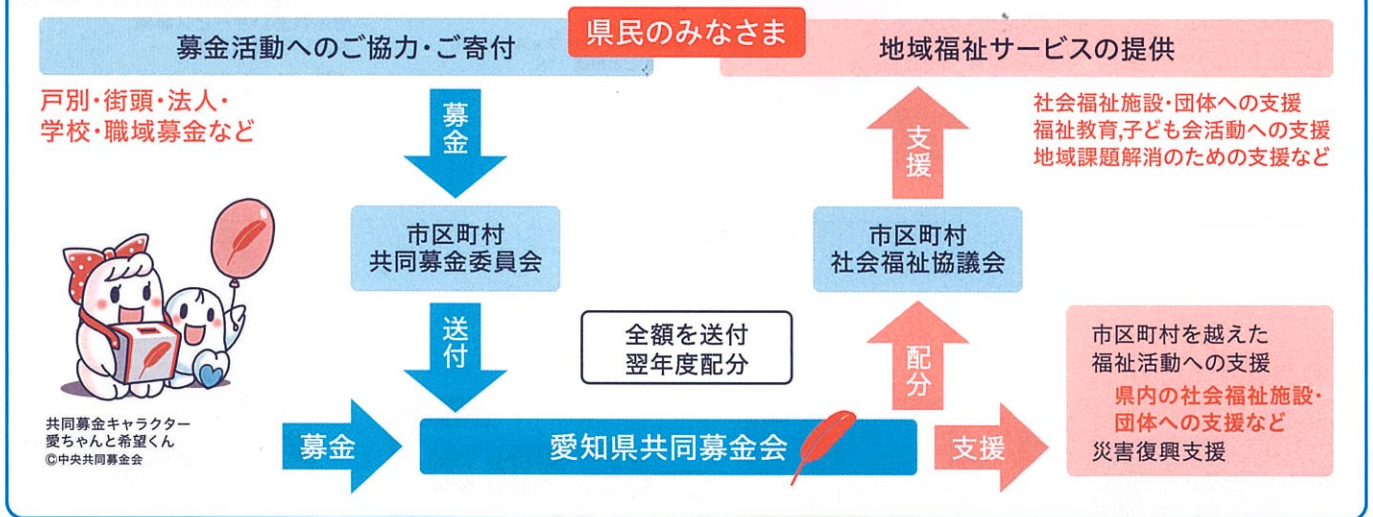 県民のみなさま
募金活動へのご協力・ご寄付
地域福祉サービスの提供
戸別・街頭・法人・
学校・職域募金など
募金
支援
社会福祉施設・団体への支援
福祉教育,子ども会活動への支援
地域課題解消のための支援など
市区町村
共同募金委員会
市区町村
社会福祉協議会
送付
全額を送付
翌年度配分
配分
市区町村を越えた
福祉活動への支援
県内の社会福祉施設・
団体への支援など
災害復興支援
共同募金キャラクター
愛ちゃんと希望くん
©中央共同募金会
募金
愛知県共同募金会
支援